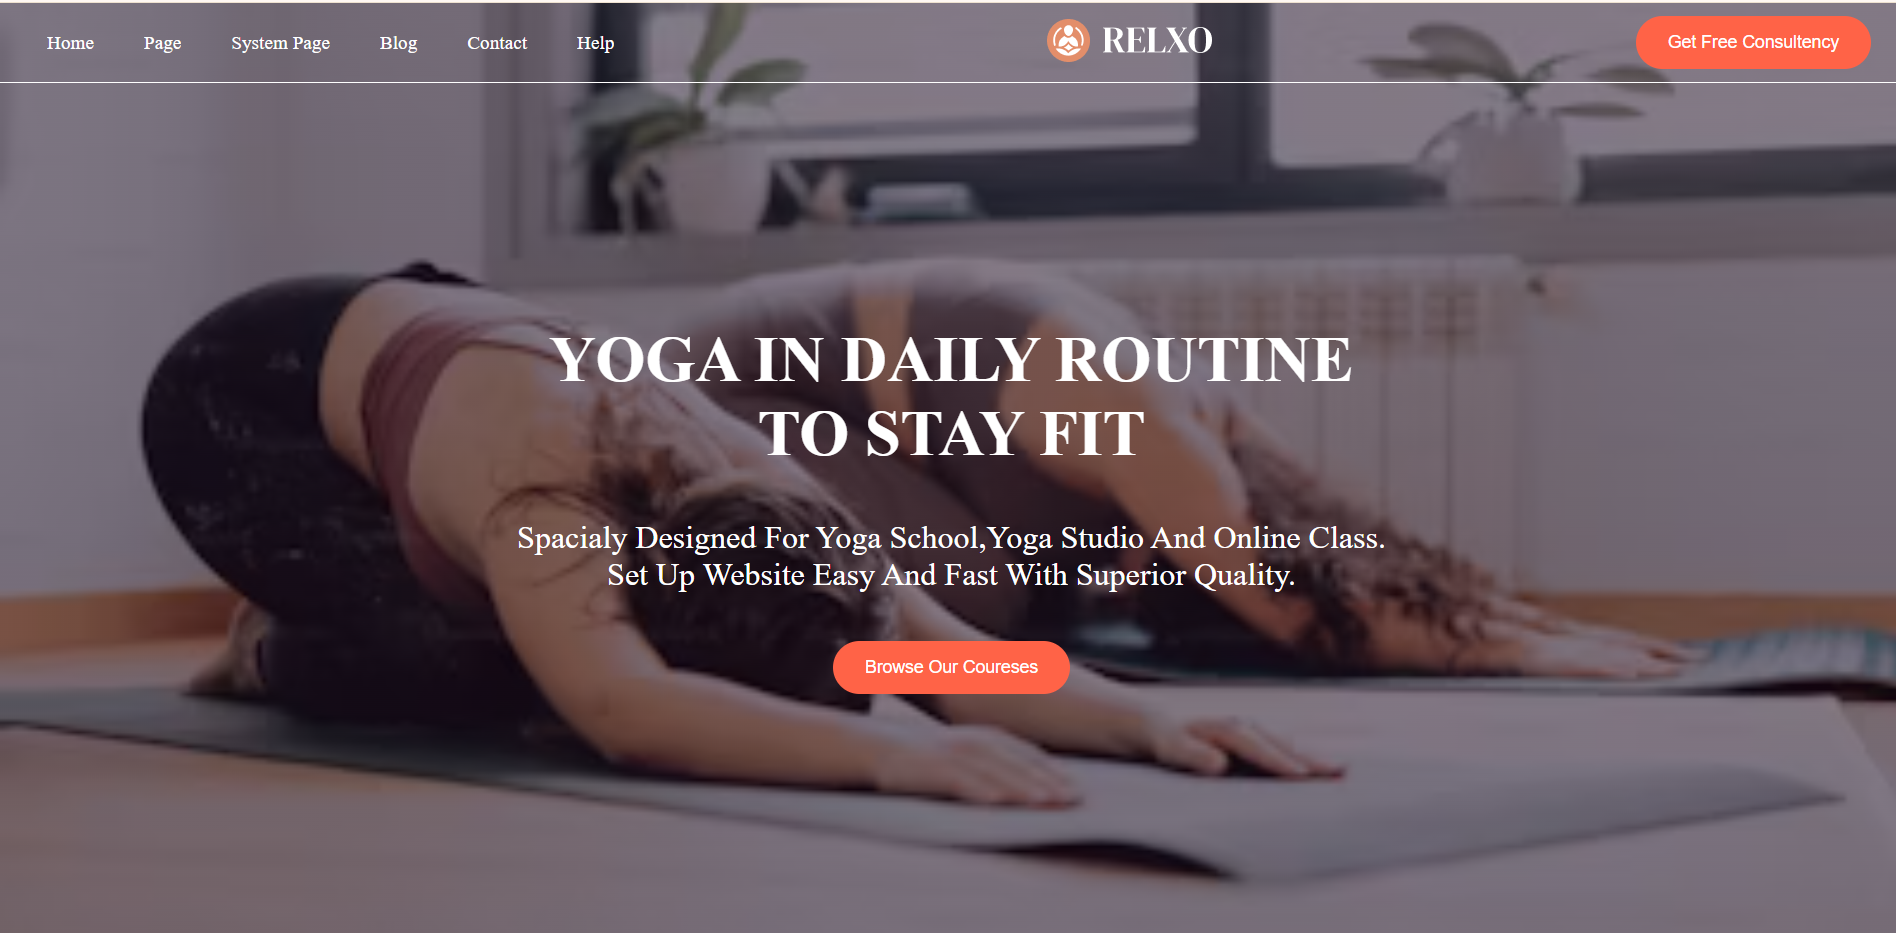 Home Page System Page Blog Contact Help RELXO Get Free Consultency
YOGA IN DAILY ROUTINE
TO STAY FIT
Spacialy Designed For Yoga School,Yoga Studio And Online Class.
Set Up Website Easy And Fast With Superior Quality.
Browse Our Coureses